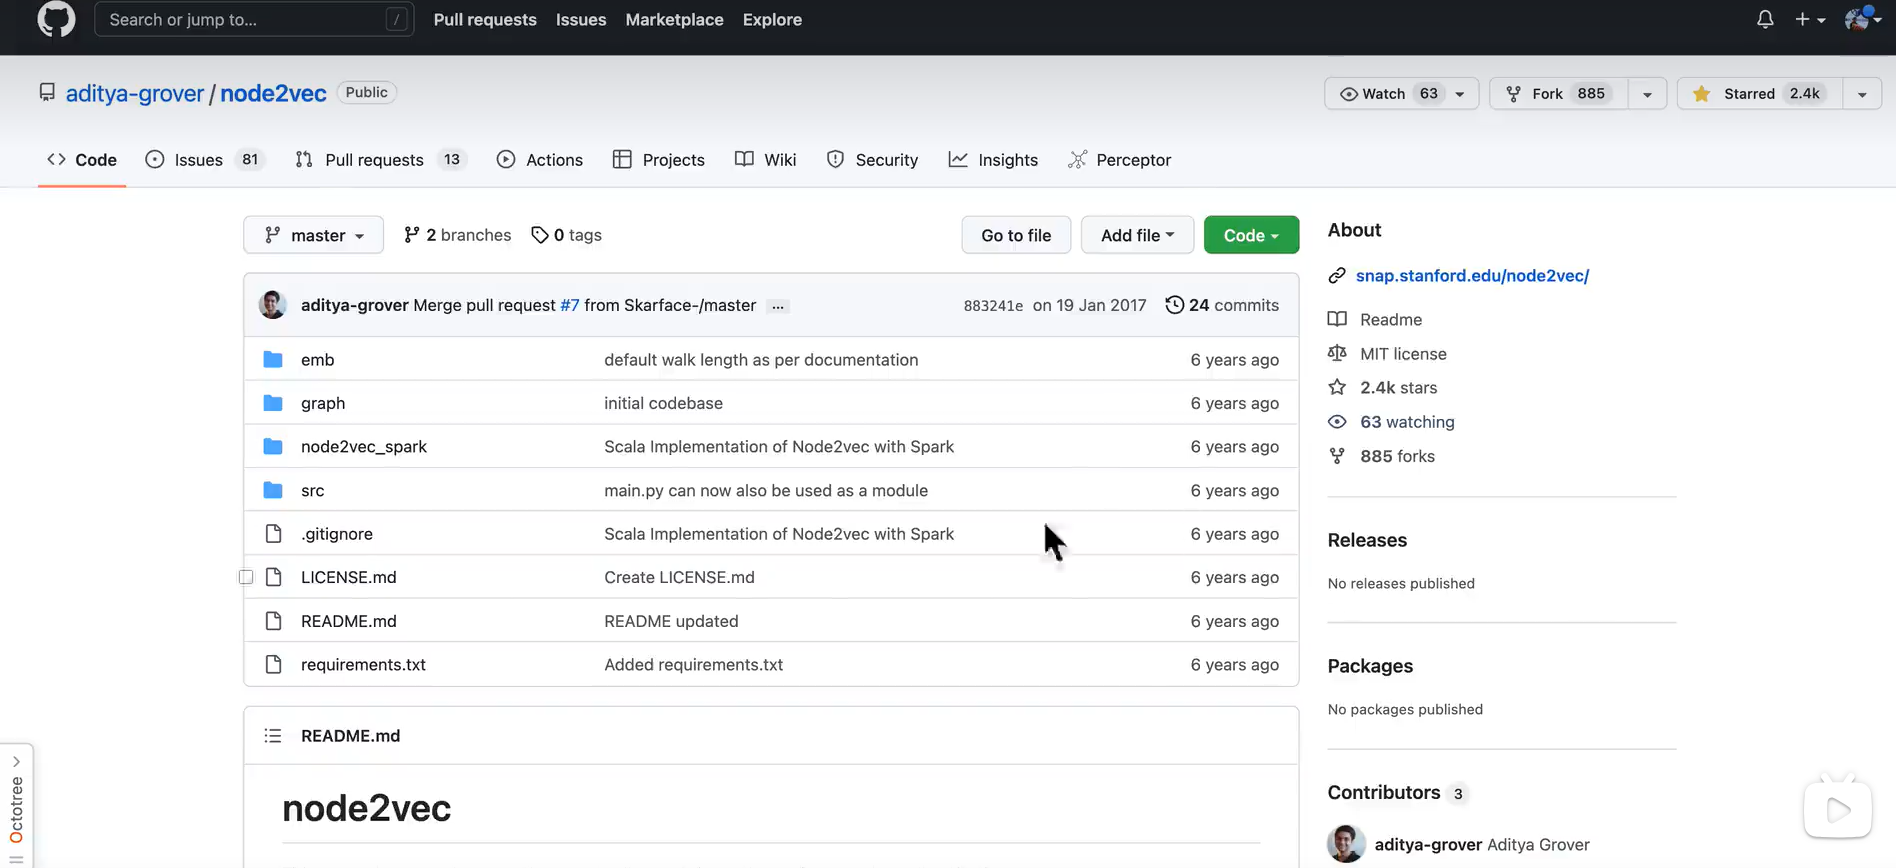 Search or jump to... /
Pull requests Issues Marketplace Explore
aditya-grover / node2vec Public
Watch 63 Fork 885 Starred 2.4k
Code Issues 81 Pull requests 13 Actions Projects Wiki Security Insights Perceptor
master 2 branches 0 tags Go to file Add file Code
aditya-grover Merge pull request #7 from Skarface-/master ... 883241e on 19 Jan 2017 24 commits
emb default walk length as per documentation 6 years ago
graph initial codebase 6 years ago
node2vec_spark Scala Implementation of Node2vec with Spark 6 years ago
src main.py can now also be used as a module 6 years ago
.gitignore Scala Implementation of Node2vec with Spark 6 years ago
LICENSE.md Create LICENSE.md 6 years ago
README.md README updated 6 years ago
requirements.txt Added requirements.txt 6 years ago
README.md
node2vec
About
snap.stanford.edu/node2vec/
Readme
MIT license
2.4k stars
63 watching
885 forks
Releases
No releases published
Packages
No packages published
Contributors 3
aditya-grover Aditya Grover
Octotree